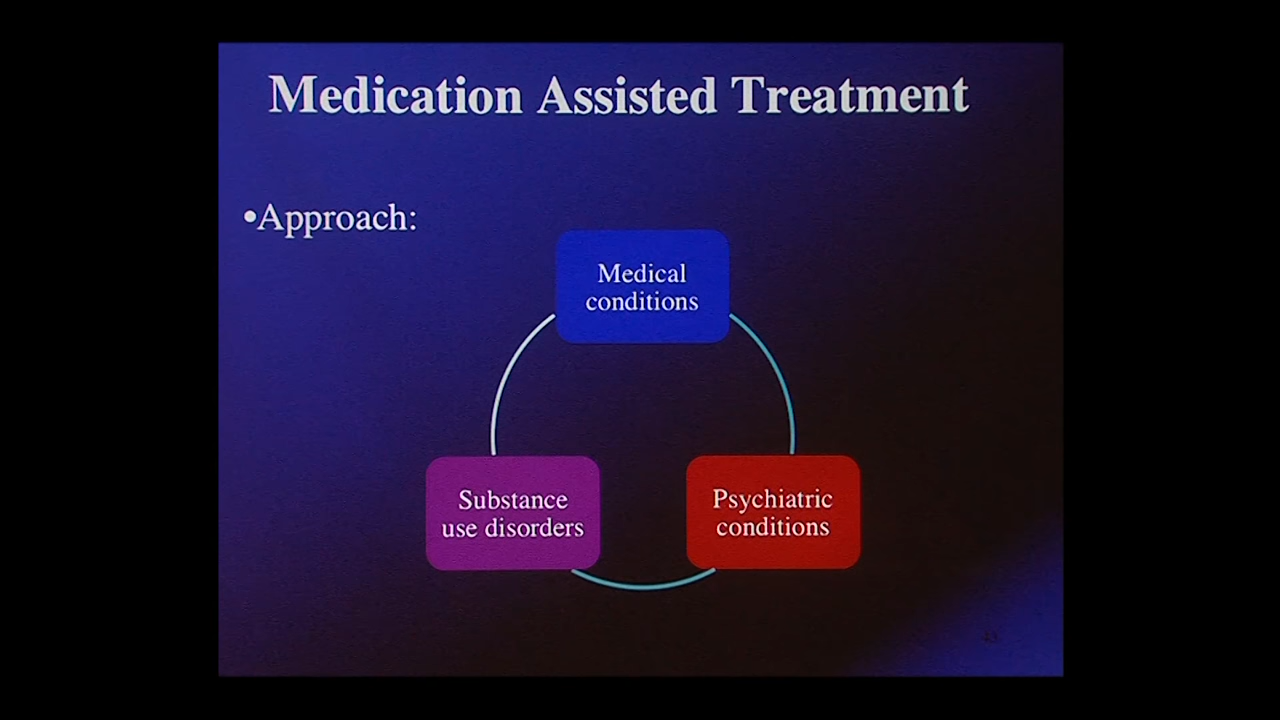 Medication Assisted Treatment
•Approach:
Medical
conditions
Substance
use disorders
Psychiatric
conditions